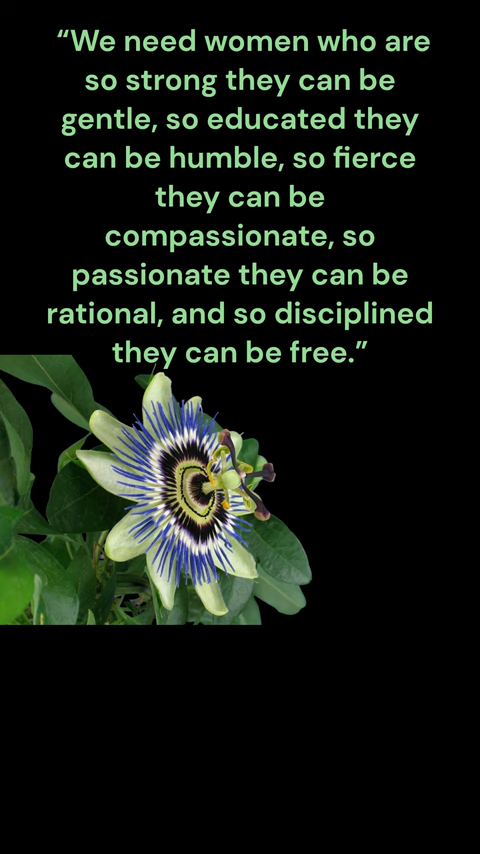 “We need women who are
so strong they can be
gentle, so educated they
can be humble, so fierce
they can be
compassionate, so
passionate they can be
rational, and so disciplined
they can be free.”